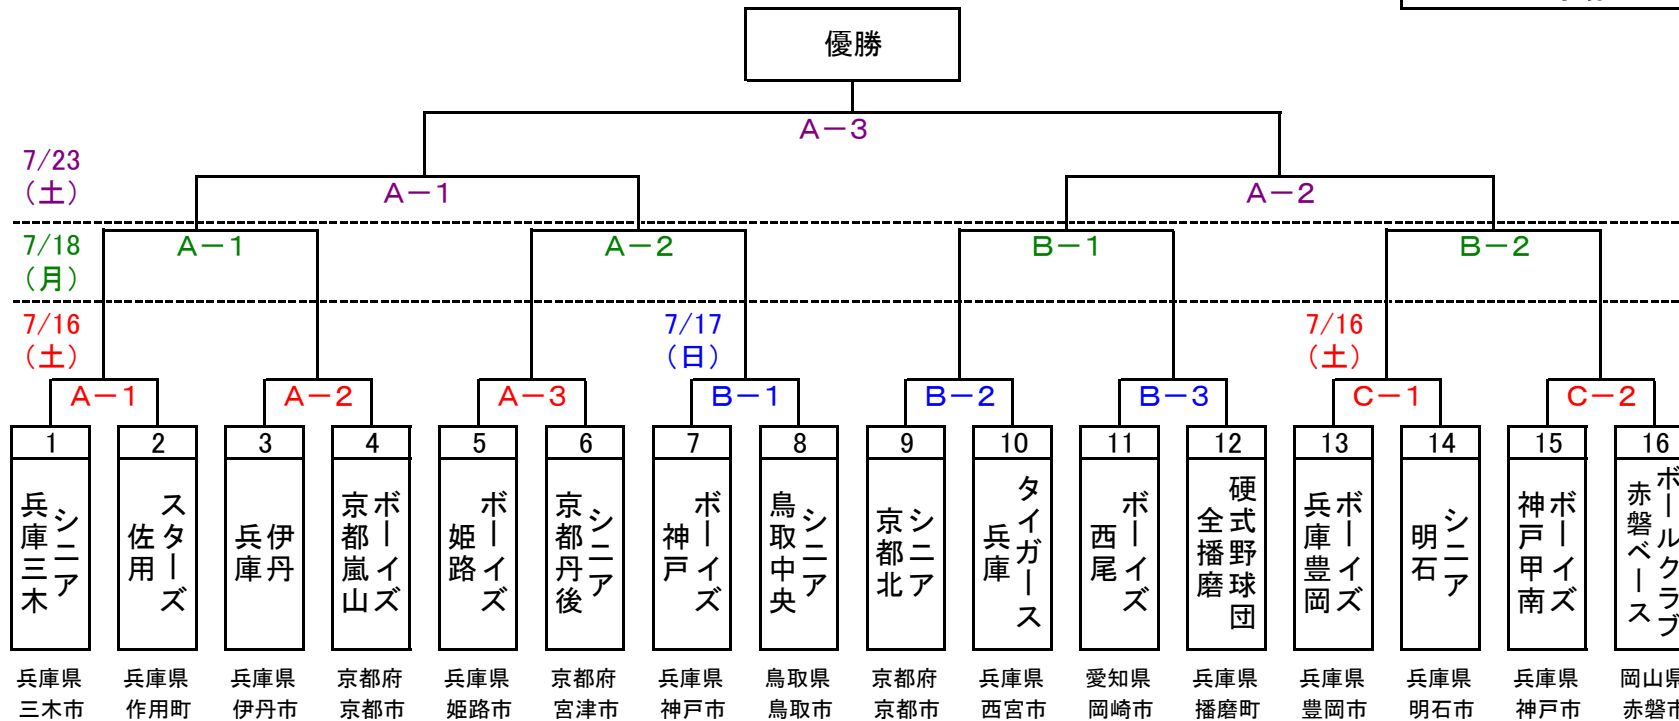 優勝
A－3
7/23
（土）
A－1
A－2
7/18
（月）
A－1
A－2
B－1
B－2
7/16
（土）
7/17
（日）
7/16
（土）
A－1
A－2
A－3
B－1
B－2
B－3
C－1
C－2
1
2
3
4
5
6
7
8
9
10
11
12
13
14
15
16
兵庫三木
シニア
佐用
スターズ
兵庫
伊丹
京都嵐山
ボーイズ
姫路
ボーイズ
京都丹後
シニア
神戸
ボーイズ
鳥取中央
シニア
京都北
シニア
兵庫
タイガース
西尾
ボーイズ
全播磨
硬式野球団
兵庫豊岡
ボーイズ
明石
シニア
神戸甲南
ボーイズ
赤磐ベース
ボールクラブ
兵庫県
三木市
兵庫県
作用町
兵庫県
伊丹市
京都府
京都市
兵庫県
姫路市
京都府
宮津市
兵庫県
神戸市
鳥取県
鳥取市
京都府
京都市
兵庫県
西宮市
愛知県
岡崎市
兵庫県
播磨町
兵庫県
豊岡市
兵庫県
明石市
兵庫県
神戸市
岡山県
赤磐市